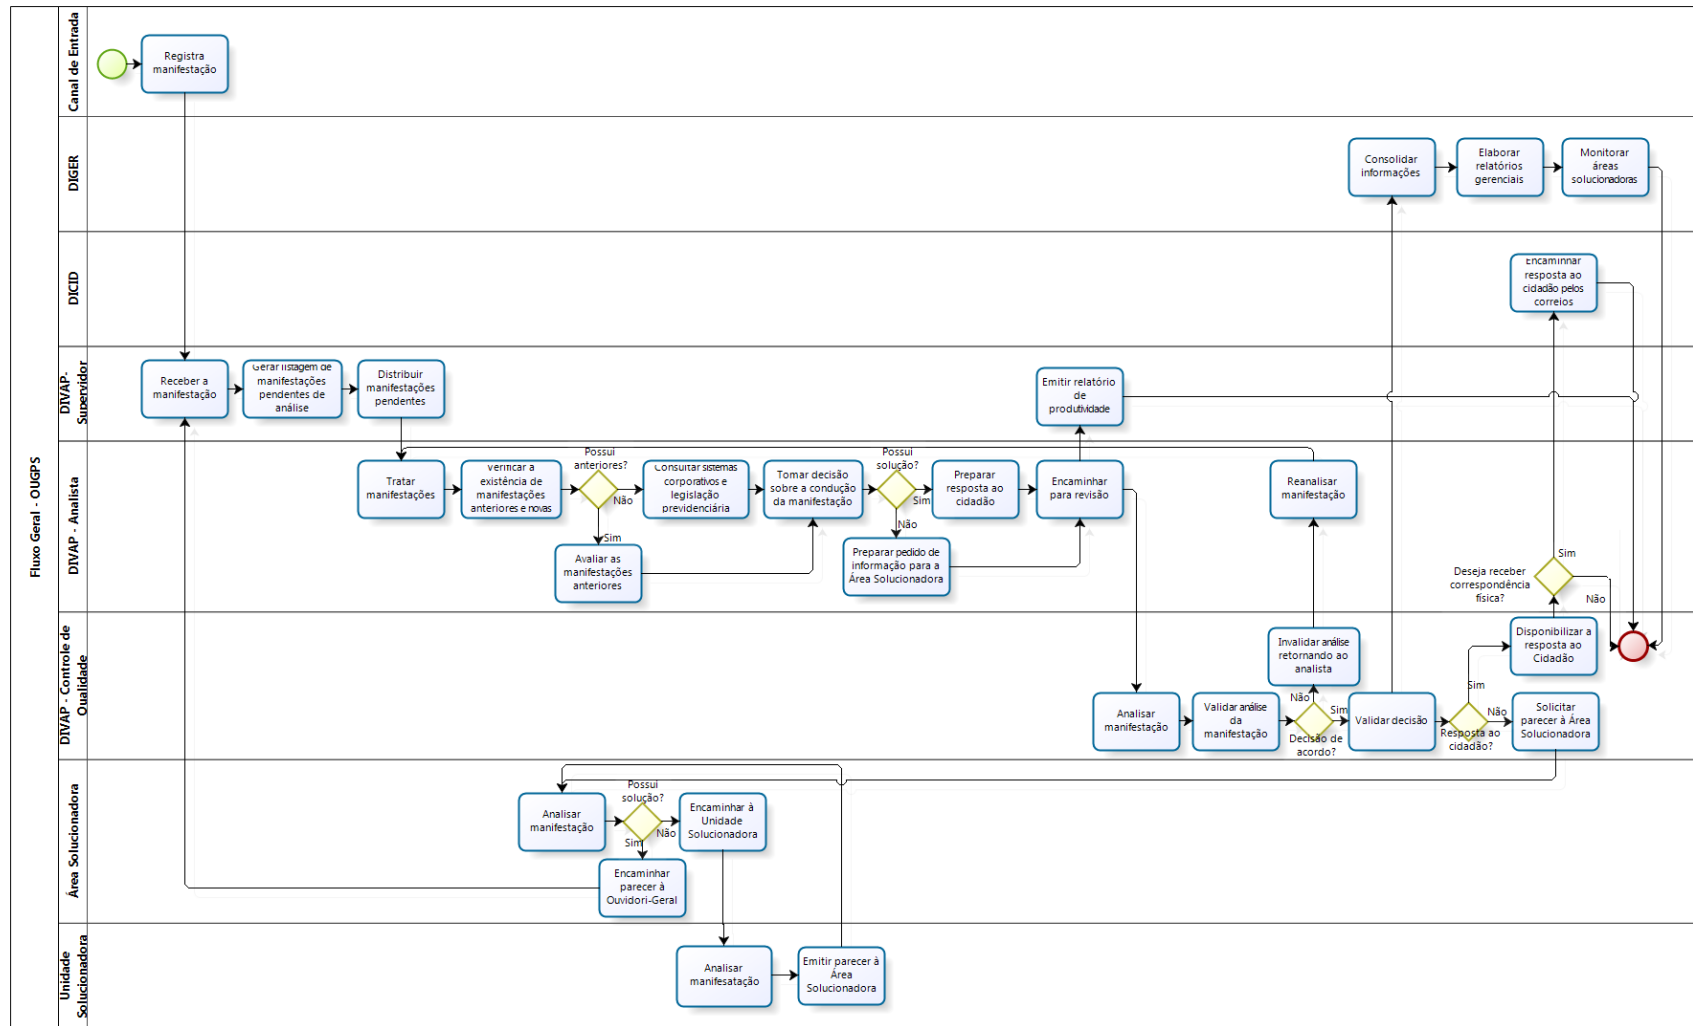 Fluxo Geral - OUGPS
Canal de Entrada
Registra
manifestação
DIGER
Consolidar
informações
Elaborar
relatórios
gerenciais
Monitorar
áreas
solucionadoras
DICID
Encaminhar
resposta ao
cidadão pelos
correios
DIVAP-
Supervidor
Receber a
manifestação
Gerar listagem de
manifestações
pendentes de
análise
Distribuir
manifestações
pendentes
Emitir relatório
de
produtividade
DIVAP - Analista
Tratar
manifestações
Verificar a
existência de
manifestações
anteriores e novas
Possui
anteriores?
Não
Sim
Consultar sistemas
corporativos e
legislação
previdenciária
Avaliar as
manifestações
anteriores
Tomar decisão
sobre a condução
da manifestação
Possui
solução?
Sim
Não
Preparar
resposta ao
cidadão
Preparar pedido de
informação para a
Área Solucionadora
Encaminhar
para revisão
Reanalisar
manifestação
Deseja receber
correspondência
física?
Sim
Não
DIVAP - Controle de
Qualidade
Analisar
manifestação
Validar análise
da
manifestação
Decisão de
acordo?
Não
Sim
Invalidar análise
retornando ao
analista
Validar decisão
Resposta ao
cidadão?
Sim
Não
Disponibilizar a
resposta ao
Cidadão
Solicitar
parecer à Área
Solucionadora
Área Solucionadora
Analisar
manifestação
Possui
solução?
Não
Sim
Encaminhar à
Unidade
Solucionadora
Encaminhar
parecer à
Ouvidori-Geral
Unidade
Solucionadora
Analisar
manifesatação
Emitir parecer à
Área
Solucionadora